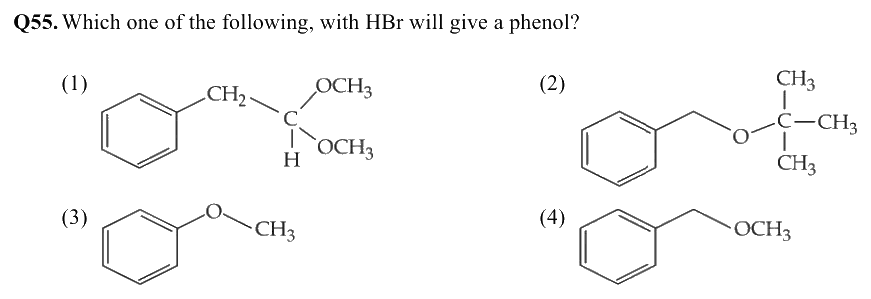 Q55. Which one of the following, with HBr will give a phenol?
(1)
CH2
OCH3
C
H
OCH3
(2)
CH3
O
C—CH3
CH3
(3)
O
CH3
(4)
OCH3